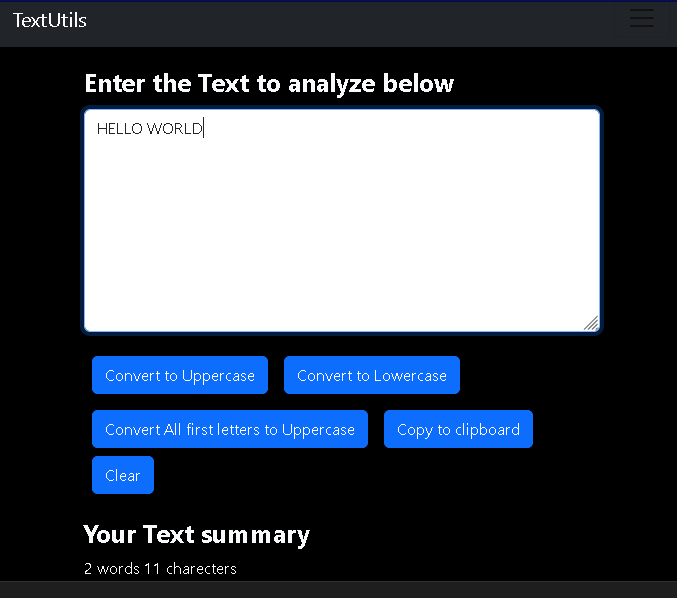 TextUtils
Enter the Text to analyze below
HELLO WORLD
Convert to Uppercase Convert to Lowercase
Convert All first letters to Uppercase Copy to clipboard
Clear
Your Text summary
2 words 11 charecters